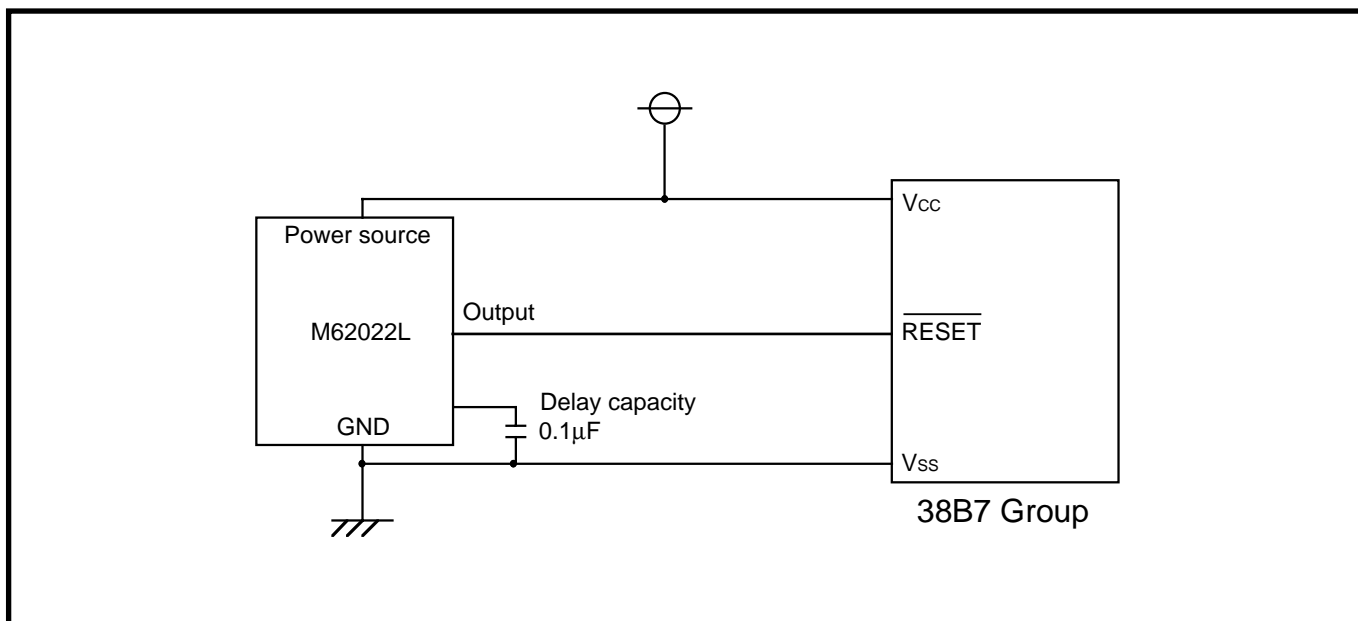 Vcc
Power source
Output
M62022L
RESET
Delay capacity
0.1μF
GND
Vss
38B7 Group